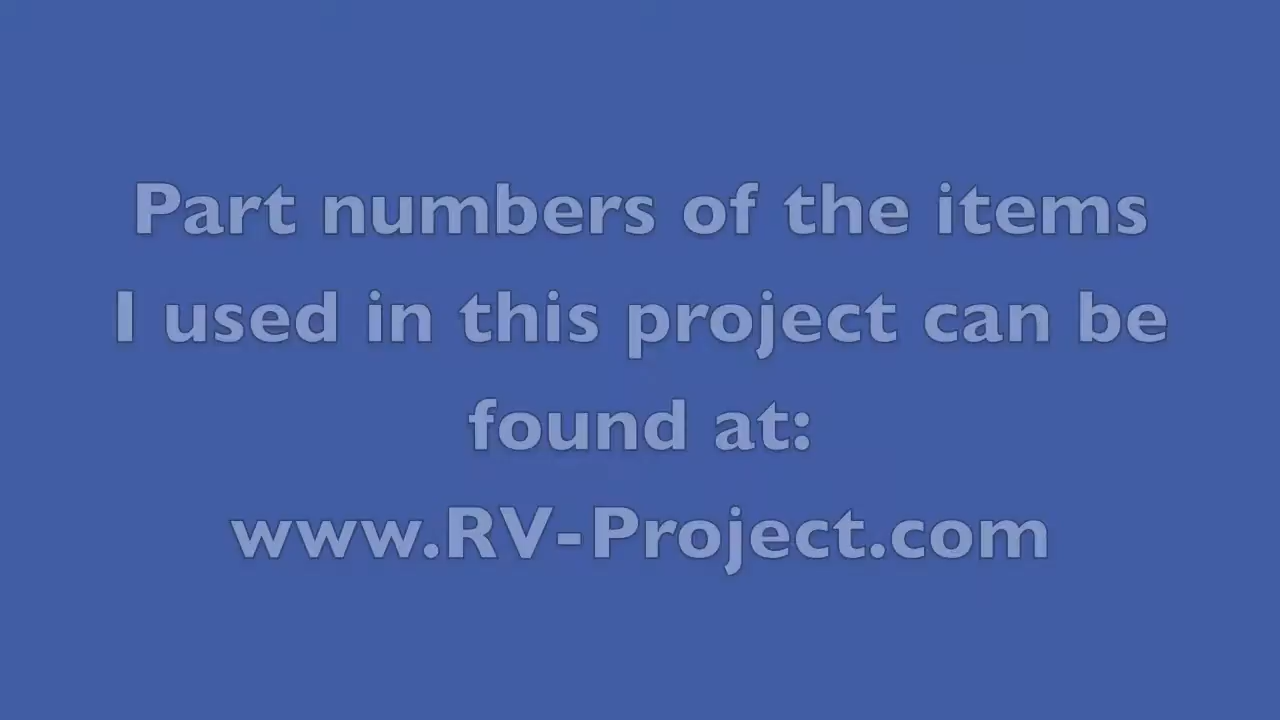 Part numbers of the items
I used in this project can be
found at:
www.RV-Project.com